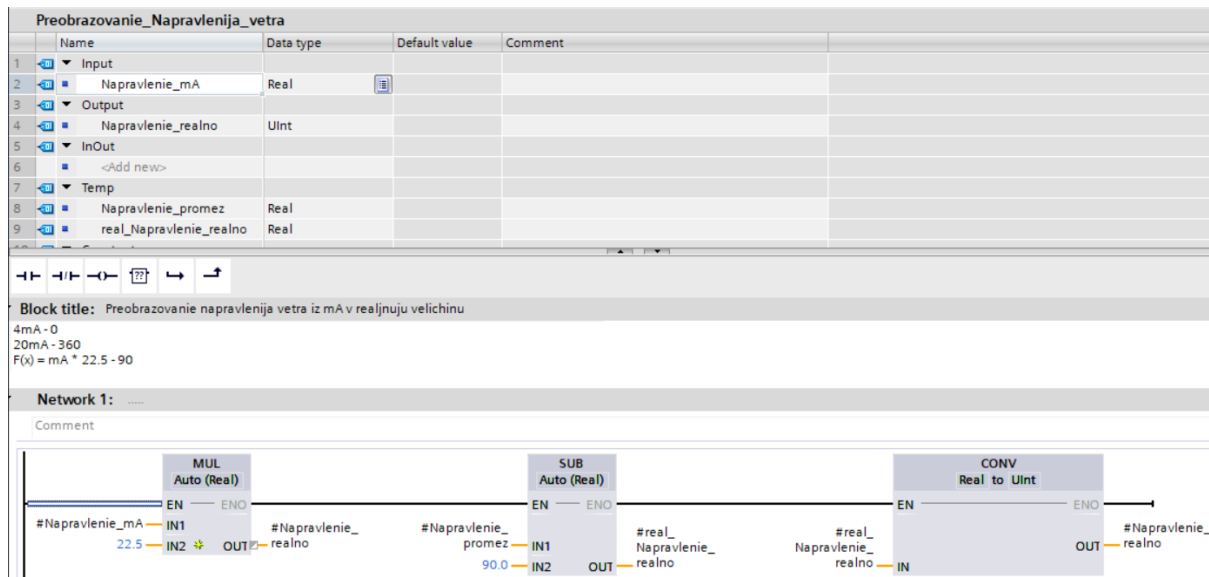 Preobrazovanie_Napravlenija_vetra
Name Data type Default value Comment
1 Input
2 Napravlenie_mA Real
3 Output
4 Napravlenie_realno UInt
5 InOut
6 <Add new>
7 Temp
8 Napravlenie_promez Real
9 real_Napravlenie_realno Real
??
Block title: Preobrazovanie napravlenija vetra iz mA v realjnuju velichinu
4mA - 0
20mA - 360
F(x) = mA * 22.5 - 90
Network 1: .....
Comment
MUL
Auto (Real)
EN ENO
#Napravlenie_mA IN1
22.5 IN2
OUT
#Napravlenie_
realno
SUB
Auto (Real)
EN ENO
#Napravlenie_
promez IN1
90.0 IN2
OUT
#real_
Napravlenie_
realno
CONV
Real to UInt
EN ENO
#real_
Napravlenie_
realno IN
OUT
#Napravlenie_
realno